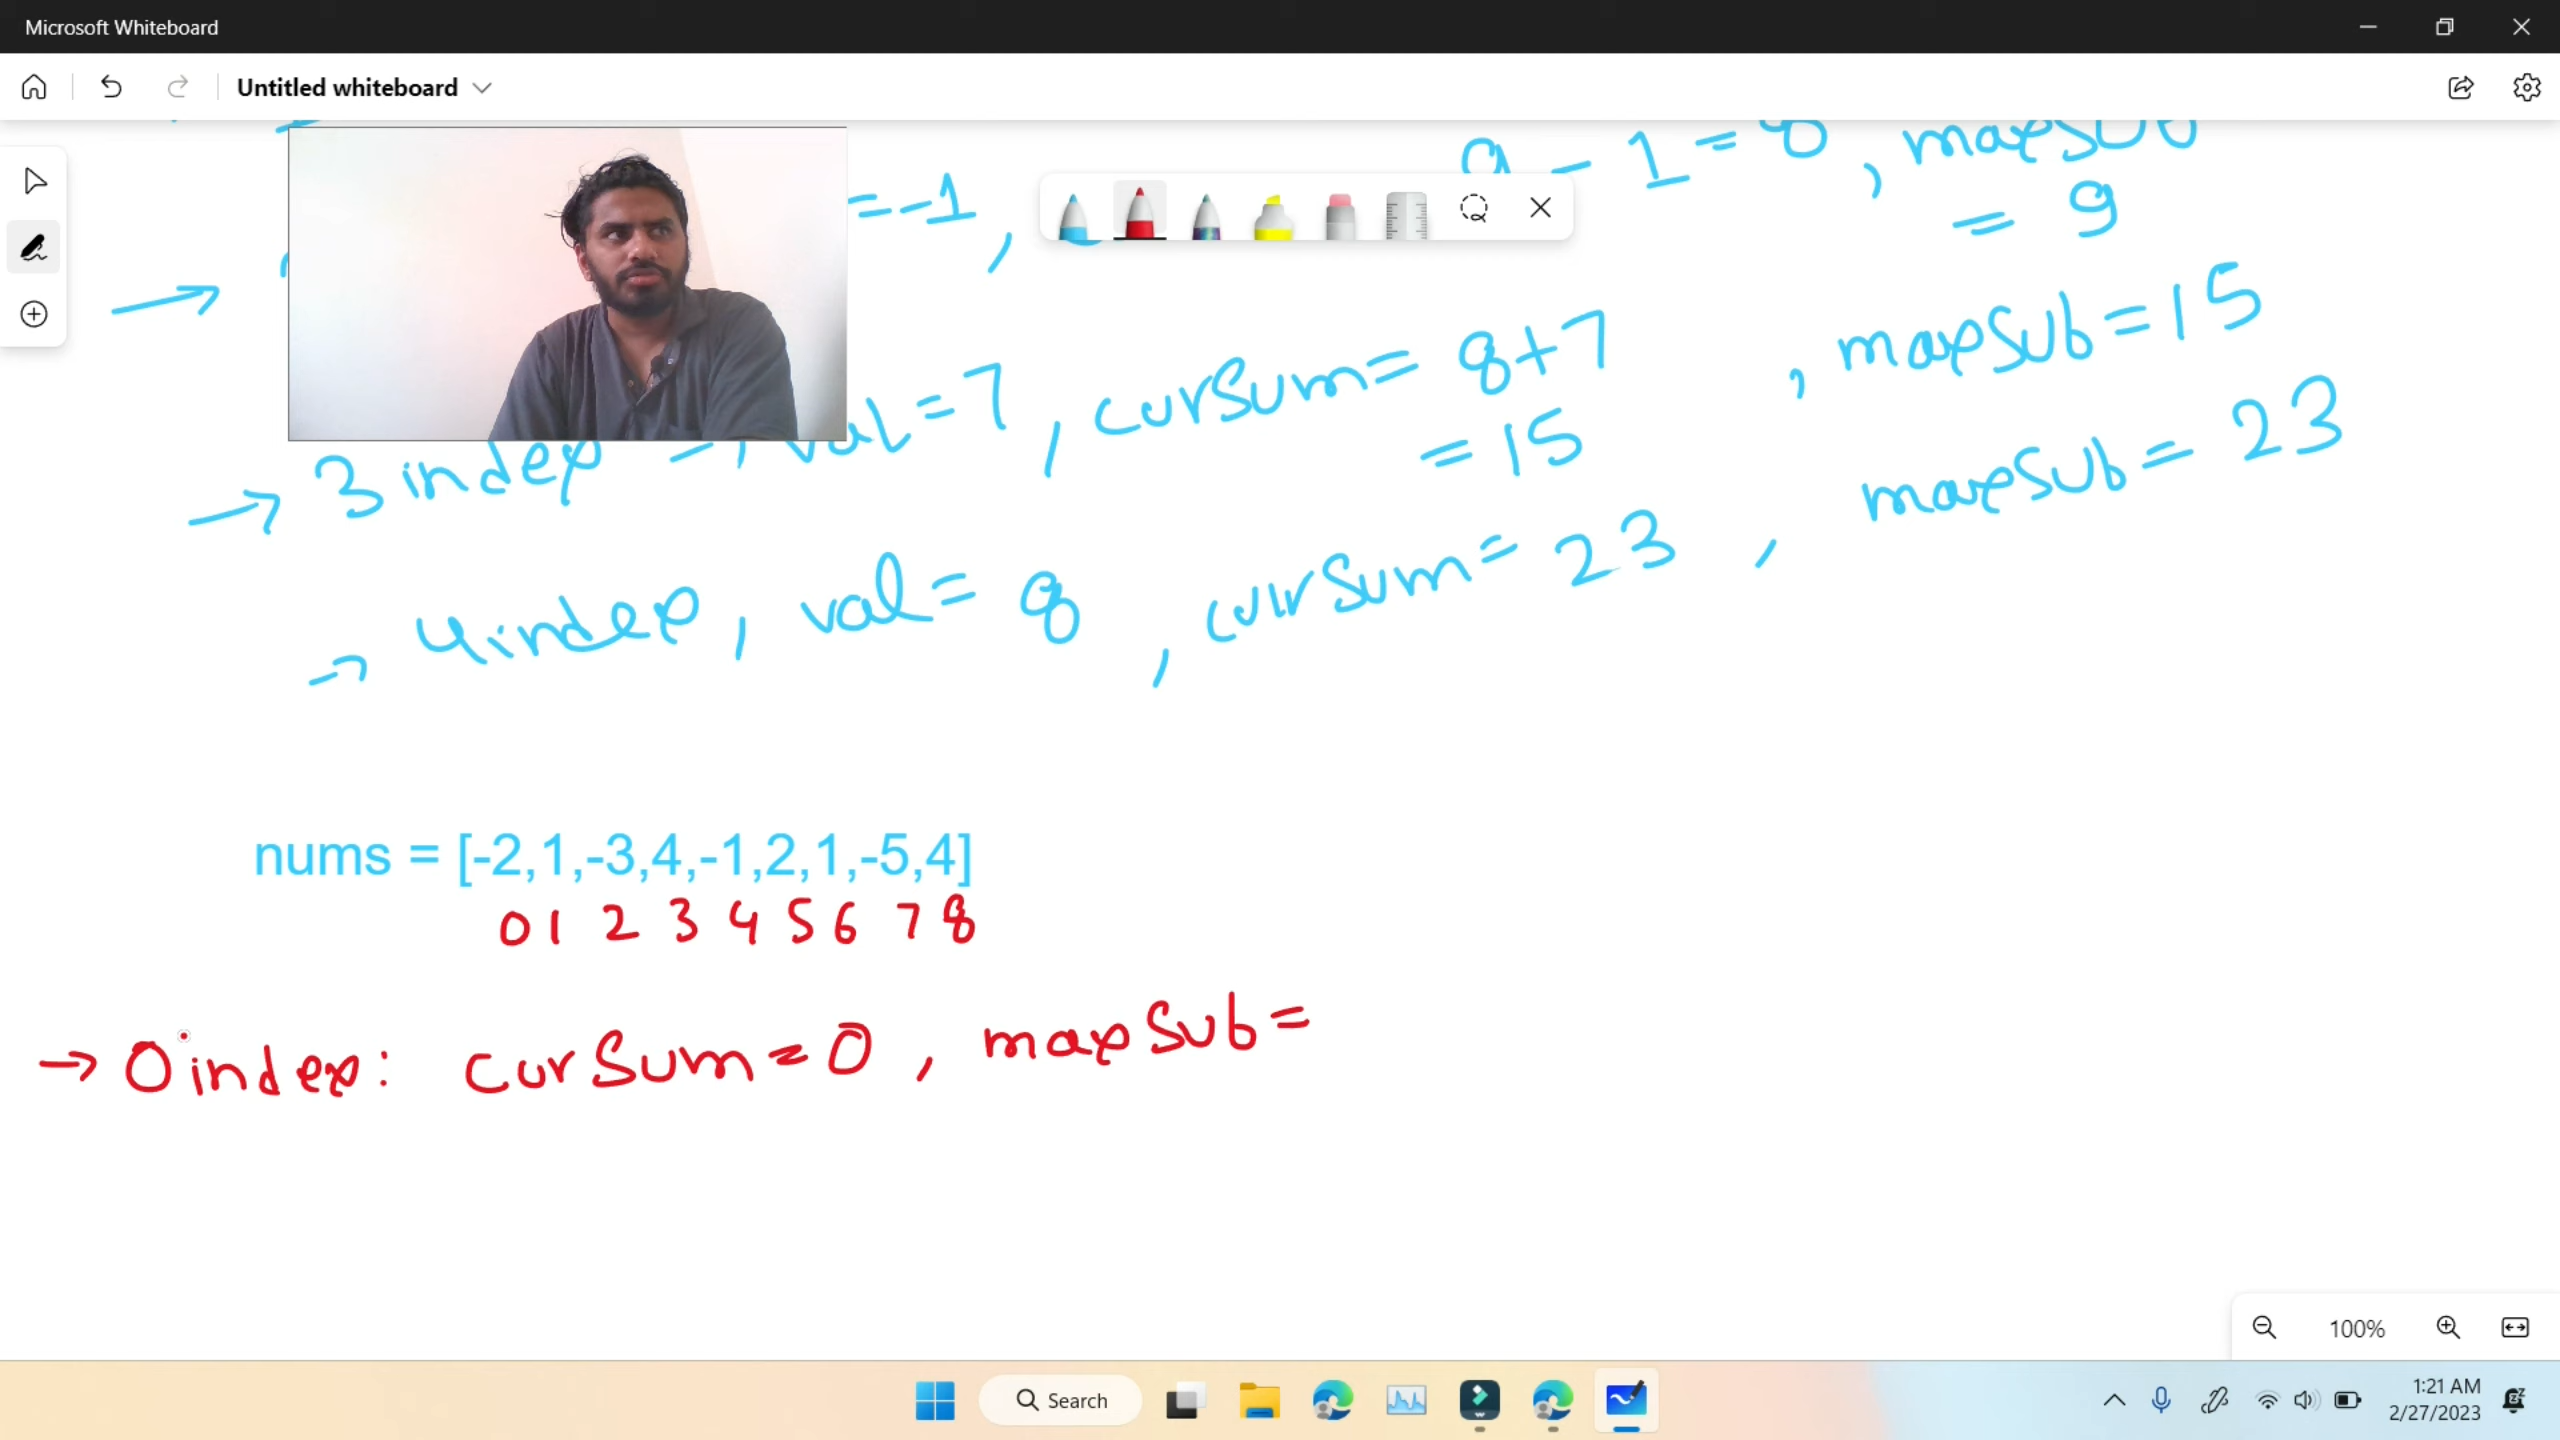 Microsoft Whiteboard
Untitled whiteboard
9 - 1 = 8 , maxSub
= 9
= -1 ,
3 index → val = 7 , curSum = 8+7 , maxSub = 15
= 15
→ 4 index , val = 8 , curSum = 23 , maxSub = 23
nums = [-2,1,-3,4,-1,2,1,-5,4]
0 1 2 3 4 5 6 7 8
→ 0 index : curSum = 0 , maxSub =
100%
Search
1:21 AM
2/27/2023